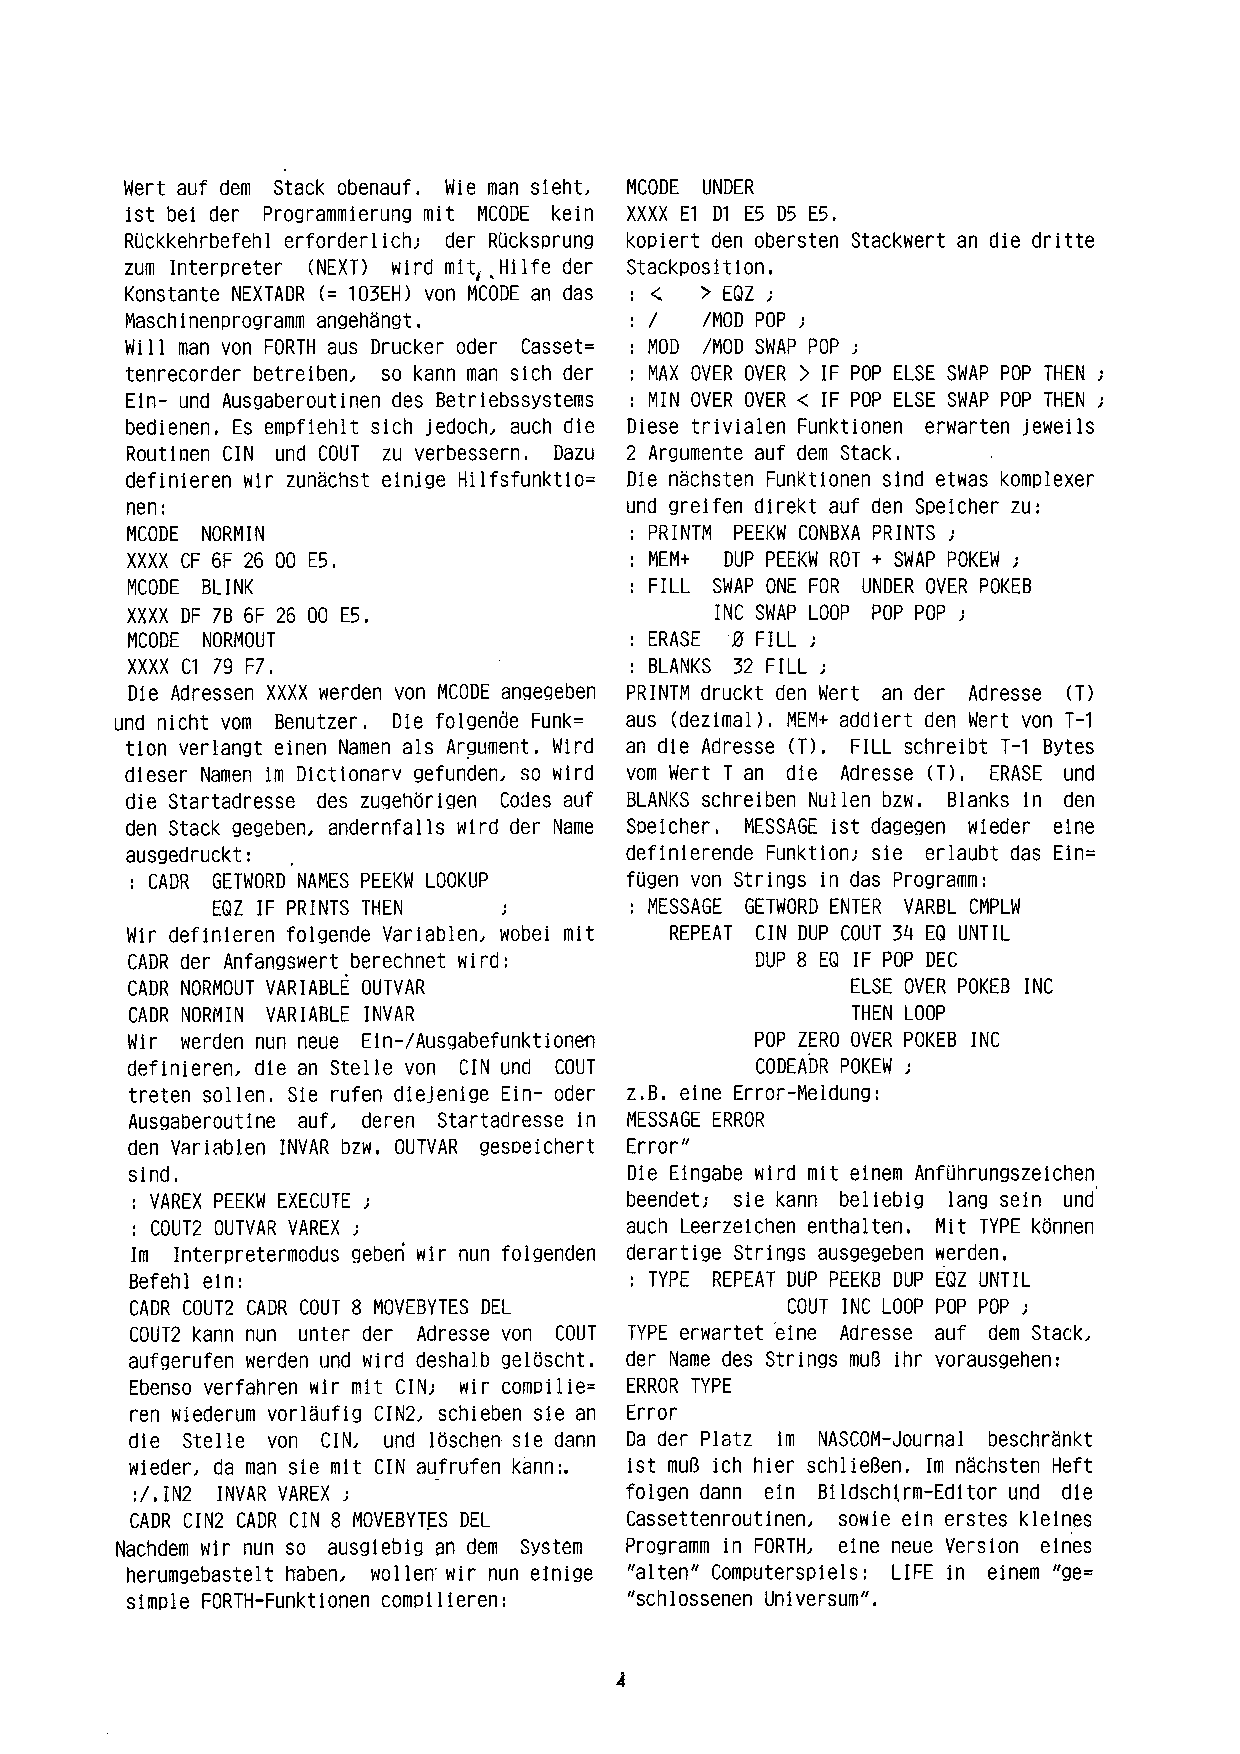 Wert auf dem Stack obenauf. Wie man sieht,
ist bei der Programmierung mit MCODE kein
Rückkehrbefehl erforderlich; der Rücksprung
zum Interpreter (NEXT) wird mit Hilfe der
Konstante NEXTADR (= 103EH) von MCODE an das
Maschinenprogramm angehängt.
Will man von FORTH aus Drucker oder Casset=
tenrecorder betreiben, so kann man sich der
Ein- und Ausgaberoutinen des Betriebssystems
bedienen. Es empfiehlt sich jedoch, auch die
Routinen CIN und COUT zu verbessern. Dazu
definieren wir zunächst einige Hilfsfunktio=
nen:
MCODE NORMIN
XXXX CF 6F 26 00 E5.
MCODE BLINK
XXXX DF 7B 6F 26 00 E5.
MCODE NORMOUT
XXXX C1 79 F7.
Die Adressen XXXX werden von MCODE angegeben
und nicht vom Benutzer. Die folgende Funk=
tion verlangt einen Namen als Argument. Wird
dieser Namen im Dictionary gefunden, so wird
die Startadresse des zugehörigen Codes auf
den Stack gegeben, andernfalls wird der Name
ausgedruckt:
: CADR GETWORD NAMES PEEKW LOOKUP
EQZ IF PRINTS THEN ;
Wir definieren folgende Variablen, wobei mit
CADR der Anfangswert berechnet wird:
CADR NORMOUT VARIABLE OUTVAR
CADR NORMIN VARIABLE INVAR
Wir werden nun neue Ein-/Ausgabefunktionen
definieren, die an Stelle von CIN und COUT
treten sollen. Sie rufen diejenige Ein- oder
Ausgaberoutine auf, deren Startadresse in
den Variablen INVAR bzw. OUTVAR gespeichert
sind.
: VAREX PEEKW EXECUTE ;
: COUT2 OUTVAR VAREX ;
Im Interpretermodus geben wir nun folgenden
Befehl ein:
CADR COUT2 CADR COUT 8 MOVEBYTES DEL
COUT2 kann nun unter der Adresse von COUT
aufgerufen werden und wird deshalb gelöscht.
Ebenso verfahren wir mit CIN; wir compilie=
ren wiederum vorläufig CIN2, schieben sie an
die Stelle von CIN, und löschen sie dann
wieder, da man sie mit CIN aufrufen kann:.
:/.IN2 INVAR VAREX ;
CADR CIN2 CADR CIN 8 MOVEBYTES DEL
Nachdem wir nun so ausgiebig an dem System
herumgebastelt haben, wollen wir nun einige
simple FORTH-Funktionen compilieren:
MCODE UNDER
XXXX E1 D1 E5 D5 E5.
kopiert den obersten Stackwert an die dritte
Stackposition.
: < > EQZ ;
: / /MOD POP ;
: MOD /MOD SWAP POP ;
: MAX OVER OVER > IF POP ELSE SWAP POP THEN ;
: MIN OVER OVER < IF POP ELSE SWAP POP THEN ;
Diese trivialen Funktionen erwarten jeweils
2 Argumente auf dem Stack.
Die nächsten Funktionen sind etwas komplexer
und greifen direkt auf den Speicher zu:
: PRINTM PEEKW CONBXA PRINTS ;
: MEM+ DUP PEEKW ROT + SWAP POKEW ;
: FILL SWAP ONE FOR UNDER OVER POKEB
INC SWAP LOOP POP POP ;
: ERASE Ø FILL ;
: BLANKS 32 FILL ;
PRINTM druckt den Wert an der Adresse (T)
aus (dezimal). MEM+ addiert den Wert von T-1
an die Adresse (T). FILL schreibt T-1 Bytes
vom Wert T an die Adresse (T). ERASE und
BLANKS schreiben Nullen bzw. Blanks in den
Speicher. MESSAGE ist dagegen wieder eine
definierende Funktion; sie erlaubt das Ein=
fügen von Strings in das Programm:
: MESSAGE GETWORD ENTER VARBL CMPLW
REPEAT CIN DUP COUT 34 EQ UNTIL
DUP 8 EQ IF POP DEC
ELSE OVER POKEB INC
THEN LOOP
POP ZERO OVER POKEB INC
CODEADR POKEW ;
z.B. eine Error-Meldung:
MESSAGE ERROR
Error"
Die Eingabe wird mit einem Anführungszeichen
beendet; sie kann beliebig lang sein und
auch Leerzeichen enthalten. Mit TYPE können
derartige Strings ausgegeben werden.
: TYPE REPEAT DUP PEEKB DUP EQZ UNTIL
COUT INC LOOP POP POP ;
TYPE erwartet eine Adresse auf dem Stack,
der Name des Strings muß ihr vorausgehen:
ERROR TYPE
Error
Da der Platz im NASCOM-Journal beschränkt
ist muß ich hier schließen. Im nächsten Heft
folgen dann ein Bildschirm-Editor und die
Cassettenroutinen, sowie ein erstes kleines
Programm in FORTH, eine neue Version eines
"alten" Computerspiels: LIFE in einem "ge=
"schlossenen Universum".
4